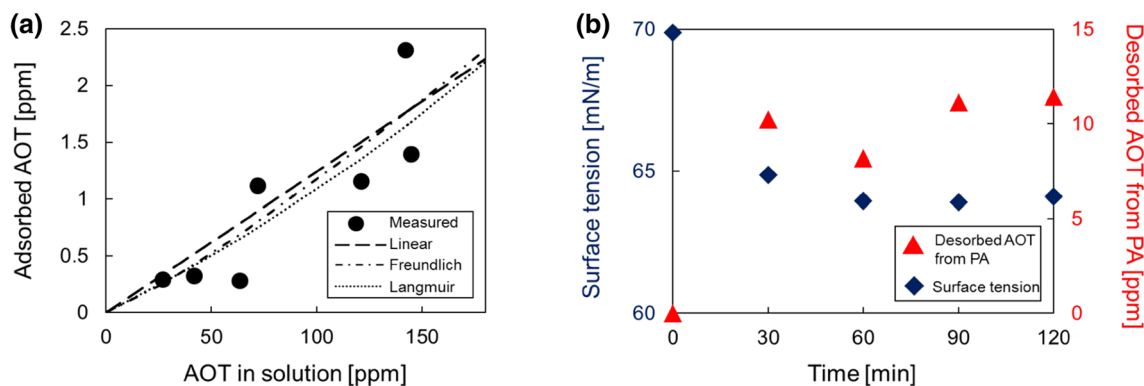 (a)
Adsorbed AOT [ppm]
2.5
2
1.5
1
0.5
0
0
50
100
150
AOT in solution [ppm]
Measured
Linear
Freundlich
Langmuir
(b)
Surface tension [mN/m]
70
65
60
0
30
60
90
120
Time [min]
Desorbed AOT
from PA
Surface tension
15
10
5
0
Desorbed AOT
from PA [ppm]